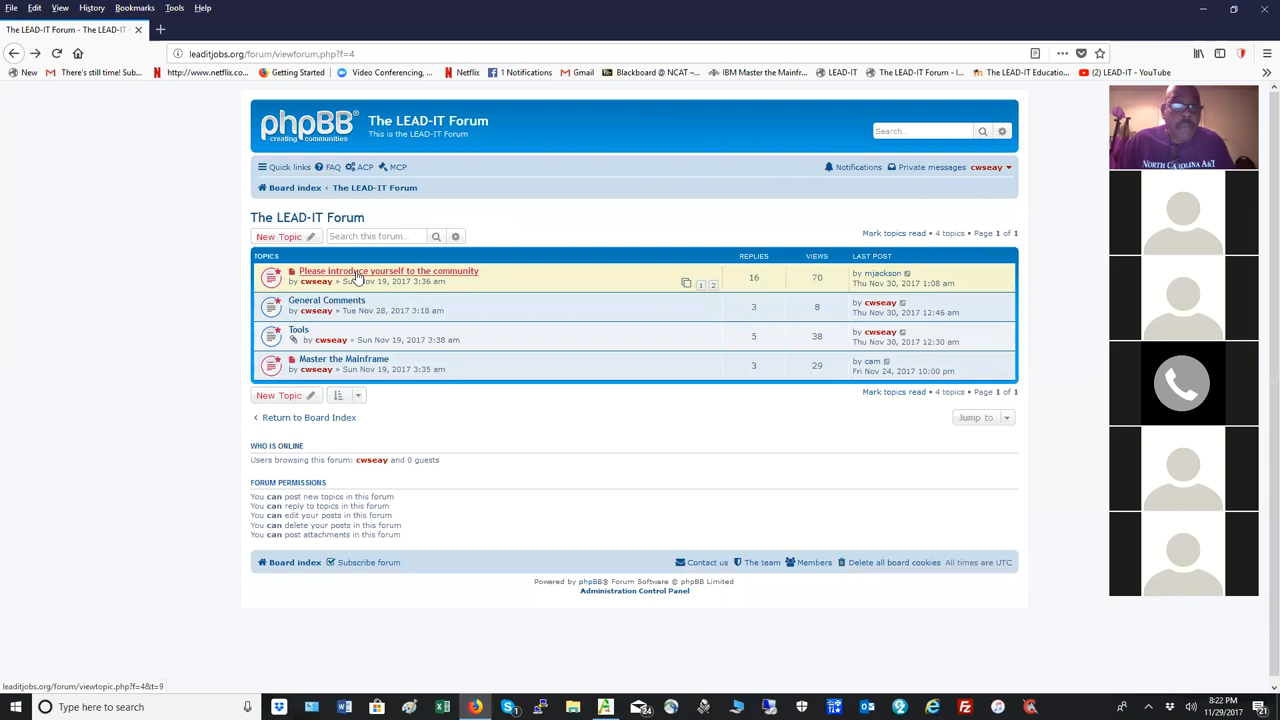 File Edit View History Bookmarks Tools Help
The LEAD-IT Forum - The LEAD-IT
leaditjobs.org/forum/viewforum.php?f=4
New There's still time! Sub... http://www.netflix.co... Getting Started Video Conferencing, ... Netflix 1 Notifications Gmail Blackboard @ NCAT –... IBM Master the Mainfr... LEAD-IT The LEAD-IT Forum - I... The LEAD-IT Educatio... (2) LEAD-IT - YouTube
phpBB®
creating communities
The LEAD-IT Forum
This is the LEAD-IT Forum
Search...
Quick links FAQ ACP MCP Notifications Private messages cwseay
Board index ‹ The LEAD-IT Forum
The LEAD-IT Forum
New Topic Search this forum... Mark topics read • 4 topics • Page 1 of 1
TOPICS REPLIES VIEWS LAST POST
Please introduce yourself to the community
by cwseay » Sun Nov 19, 2017 3:36 am 1 2 16 70 by mjackson
Thu Nov 30, 2017 1:08 am
General Comments
by cwseay » Tue Nov 28, 2017 3:18 am 3 8 by cwseay
Thu Nov 30, 2017 12:46 am
Tools
by cwseay » Sun Nov 19, 2017 3:38 am 5 38 by cwseay
Thu Nov 30, 2017 12:30 am
Master the Mainframe
by cwseay » Sun Nov 19, 2017 3:35 am 3 29 by cam
Fri Nov 24, 2017 10:00 pm
New Topic Mark topics read • 4 topics • Page 1 of 1
Return to Board Index Jump to
WHO IS ONLINE
Users browsing this forum: cwseay and 0 guests
FORUM PERMISSIONS
You can post new topics in this forum
You can reply to topics in this forum
You can edit your posts in this forum
You can delete your posts in this forum
You can post attachments in this forum
Board index Subscribe forum Contact us The team Members Delete all board cookies All times are UTC
Powered by phpBB® Forum Software © phpBB Limited
Administration Control Panel
NORTH CAROLINA A&T
leaditjobs.org/forum/viewtopic.php?f=4&t=9
Type here to search
8:22 PM
11/29/2017